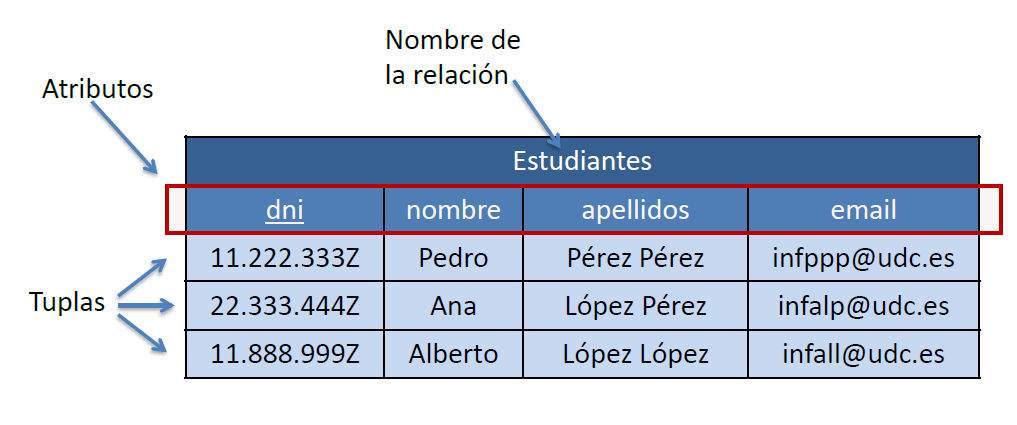 Nombre de
la relación
Atributos
Estudiantes
dni nombre apellidos email
11.222.333Z Pedro Pérez Pérez infppp@udc.es
Tuplas
22.333.444Z Ana López Pérez infalp@udc.es
11.888.999Z Alberto López López infall@udc.es